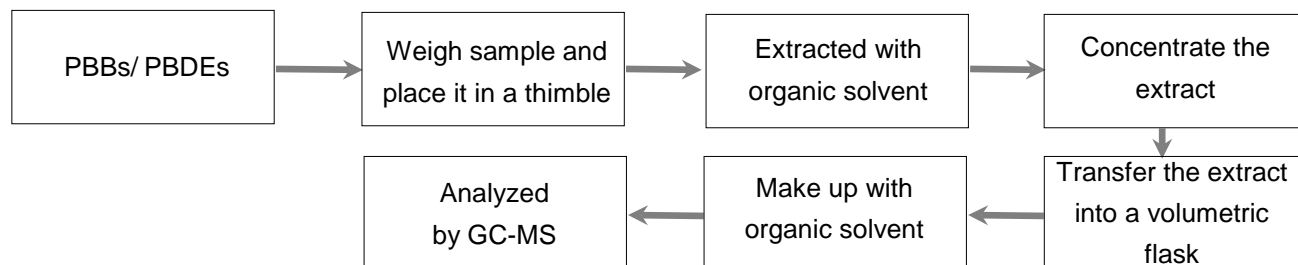 PBBs/ PBDEs
Weigh sample and
place it in a thimble
Extracted with
organic solvent
Concentrate the
extract
Transfer the extract
into a volumetric
flask
Make up with
organic solvent
Analyzed
by GC-MS